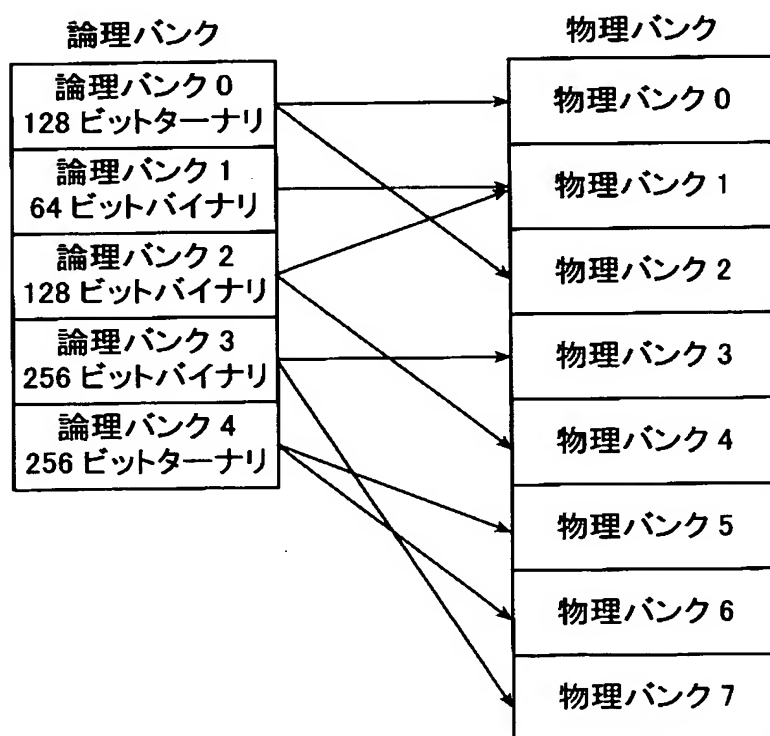 論理バンク
論理バンク 0
128 ビットターナリ
論理バンク 1
64 ビットバイナリ
論理バンク 2
128 ビットバイナリ
論理バンク 3
256 ビットバイナリ
論理バンク 4
256 ビットターナリ
物理バンク
物理バンク 0
物理バンク 1
物理バンク 2
物理バンク 3
物理バンク 4
物理バンク 5
物理バンク 6
物理バンク 7